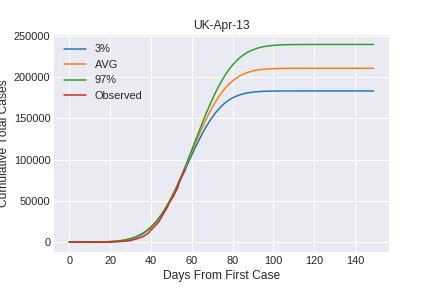 UK-Apr-13
250000
200000
150000
100000
50000
0
3%
AVG
97%
Observed
Cumulative Total Cases
0 20 40 60 80 100 120 140
Days From First Case